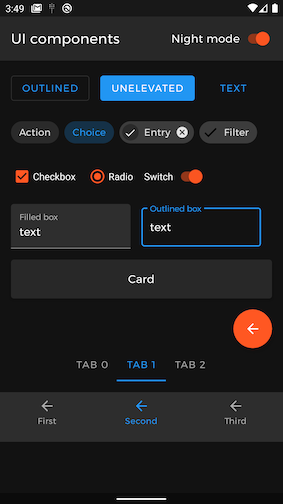 3:49
UI components
Night mode
OUTLINED
UNELEVATED
TEXT
Action
Choice
Entry
Filter
Checkbox
Radio
Switch
Filled box
text
Outlined box
text
Card
TAB 0
TAB 1
TAB 2
First
Second
Third